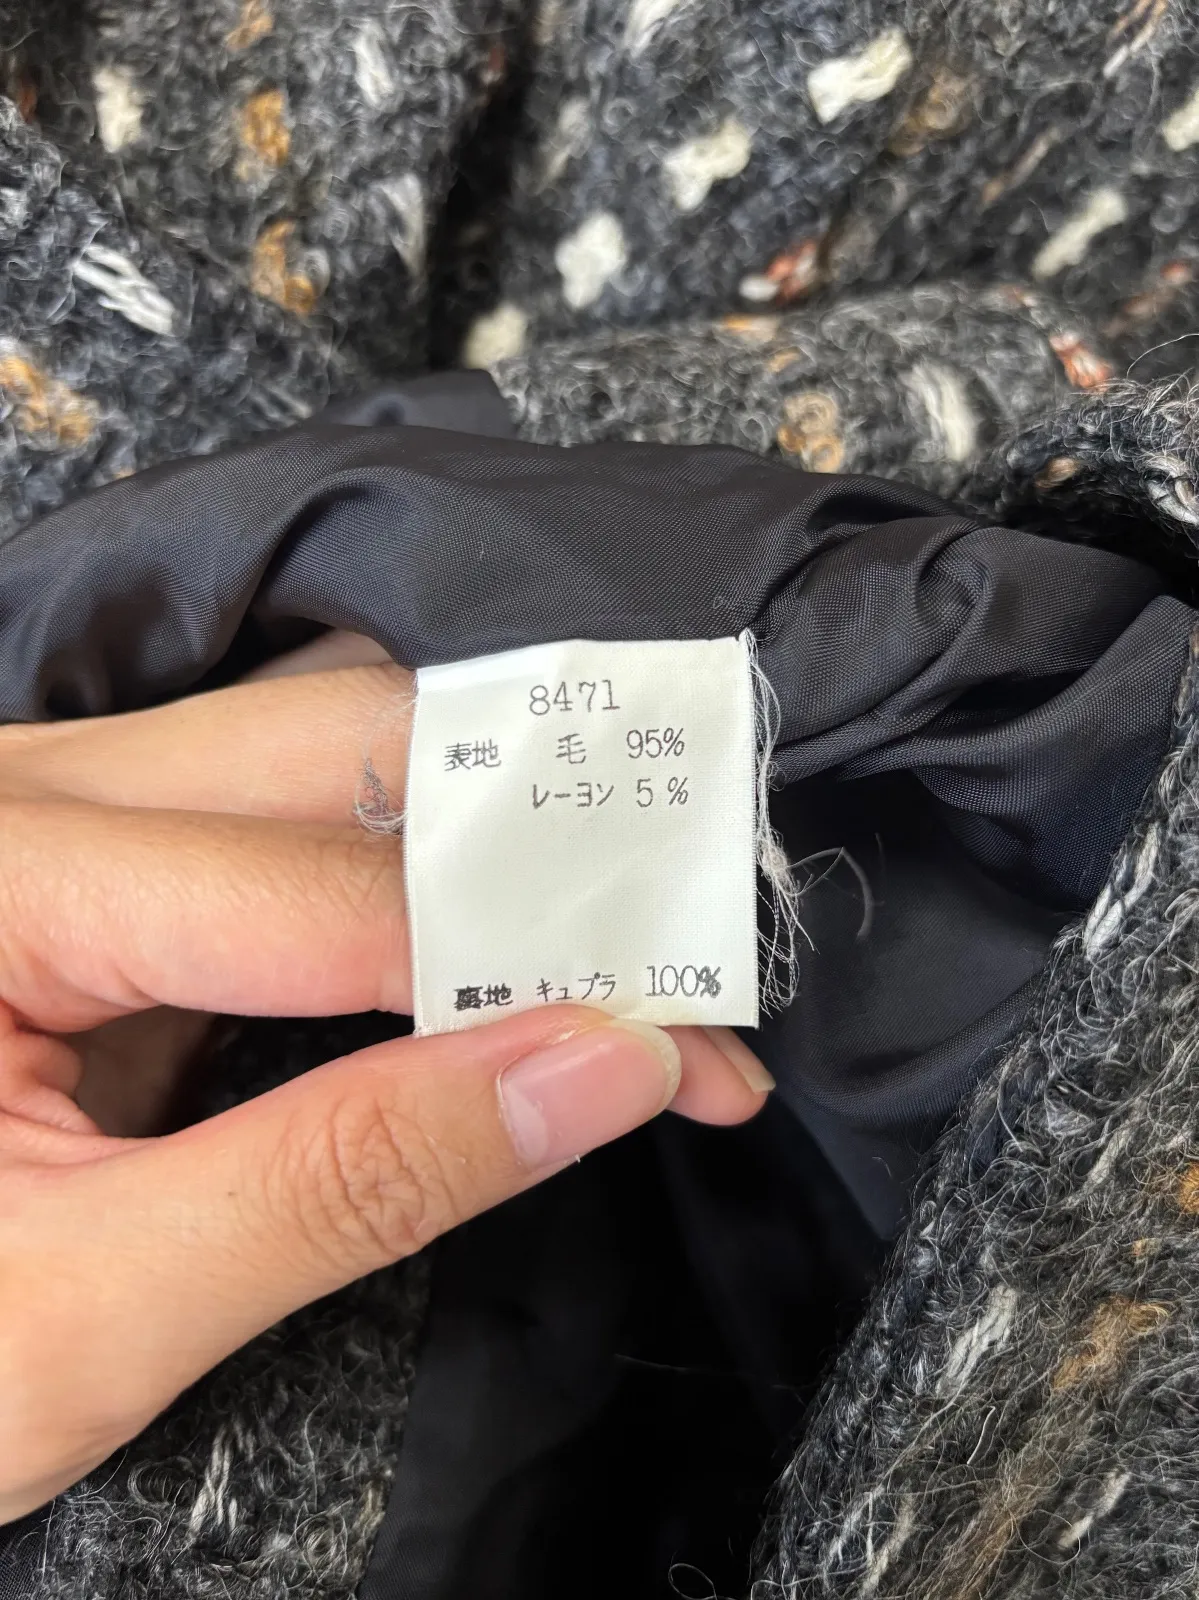 8471
表地 毛 95%
レーヨン 5%
裏地 キュプラ 100%